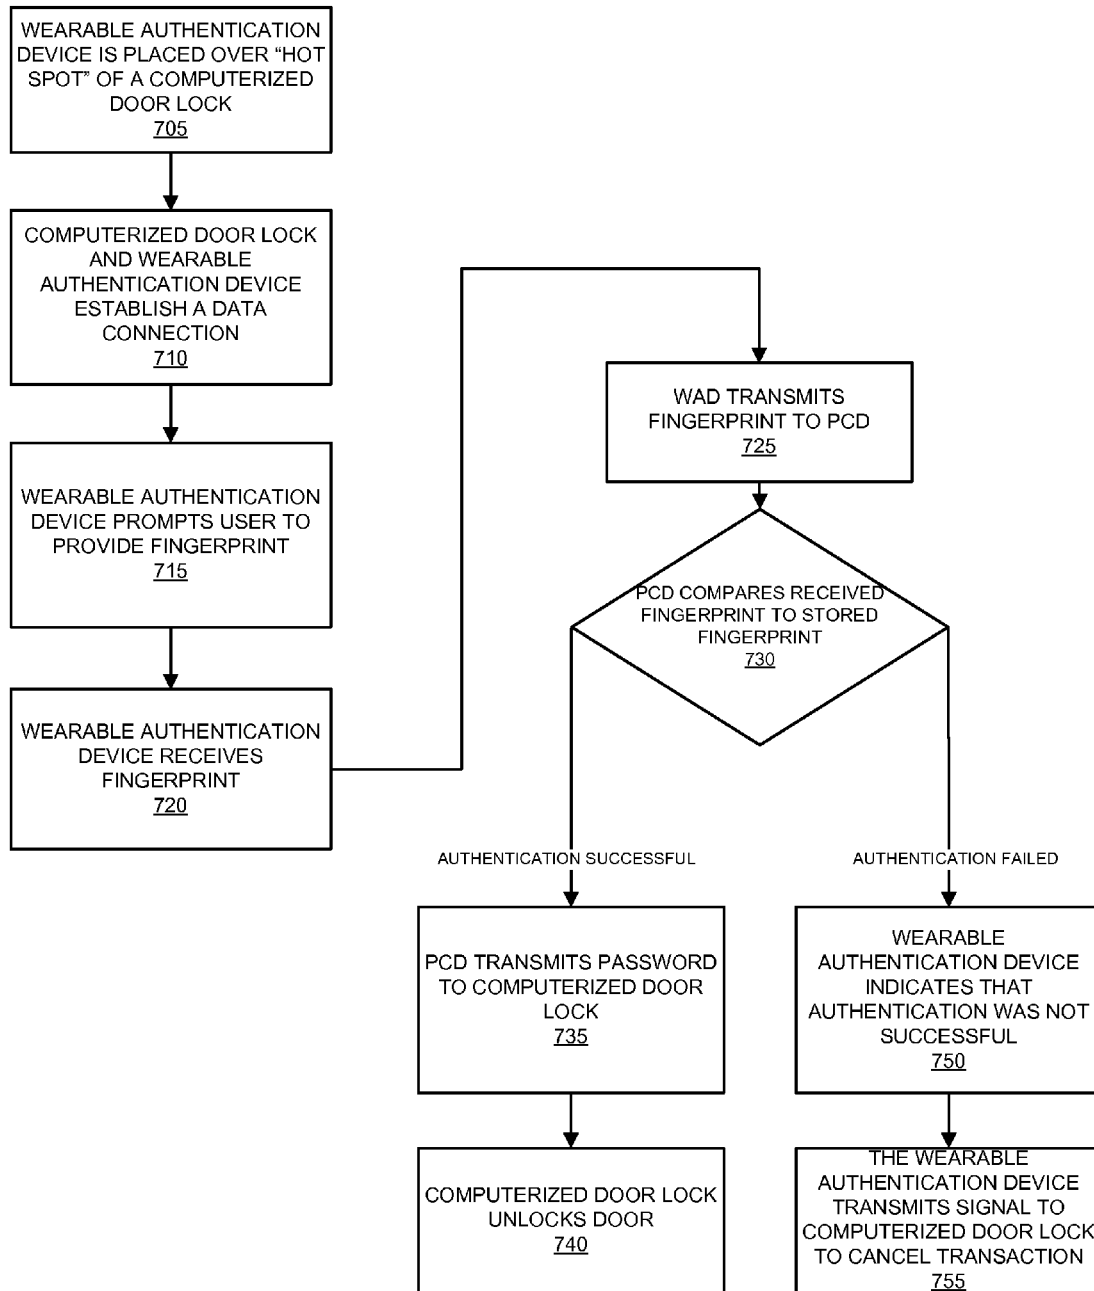 WEARABLE AUTHENTICATION
DEVICE IS PLACED OVER “HOT
SPOT” OF A COMPUTERIZED
DOOR LOCK
705
COMPUTERIZED DOOR LOCK
AND WEARABLE
AUTHENTICATION DEVICE
ESTABLISH A DATA
CONNECTION
710
WEARABLE AUTHENTICATION
DEVICE PROMPTS USER TO
PROVIDE FINGERPRINT
715
WEARABLE AUTHENTICATION
DEVICE RECEIVES
FINGERPRINT
720
WAD TRANSMITS
FINGERPRINT TO PCD
725
PCD COMPARES RECEIVED
FINGERPRINT TO STORED
FINGERPRINT
730
AUTHENTICATION SUCCESSFUL
PCD TRANSMITS PASSWORD
TO COMPUTERIZED DOOR
LOCK
735
COMPUTERIZED DOOR LOCK
UNLOCKS DOOR
740
AUTHENTICATION FAILED
WEARABLE
AUTHENTICATION DEVICE
INDICATES THAT
AUTHENTICATION WAS NOT
SUCCESSFUL
750
THE WEARABLE
AUTHENTICATION DEVICE
TRANSMITS SIGNAL TO
COMPUTERIZED DOOR LOCK
TO CANCEL TRANSACTION
755